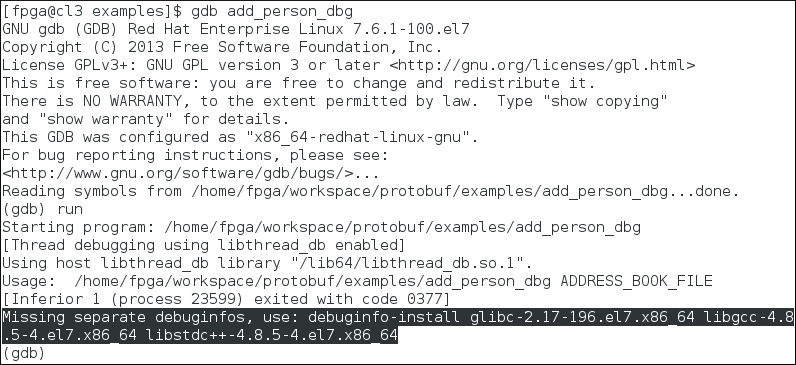 [fpga@cl3 examples]$ gdb add_person_dbg
GNU gdb (GDB) Red Hat Enterprise Linux 7.6.1-100.el7
Copyright (C) 2013 Free Software Foundation, Inc.
License GPLv3+: GNU GPL version 3 or later <http://gnu.org/licenses/gpl.html>
This is free software: you are free to change and redistribute it.
There is NO WARRANTY, to the extent permitted by law.  Type "show copying"
and "show warranty" for details.
This GDB was configured as "x86_64-redhat-linux-gnu".
For bug reporting instructions, please see:
<http://www.gnu.org/software/gdb/bugs/>...
Reading symbols from /home/fpga/workspace/protobuf/examples/add_person_dbg...done.
(gdb) run
Starting program: /home/fpga/workspace/protobuf/examples/add_person_dbg
[Thread debugging using libthread_db enabled]
Using host libthread_db library "/lib64/libthread_db.so.1".
Usage:  /home/fpga/workspace/protobuf/examples/add_person_dbg ADDRESS_BOOK_FILE
[Inferior 1 (process 23599) exited with code 0377]
Missing separate debuginfos, use: debuginfo-install glibc-2.17-196.el7.x86_64 libgcc-4.8
.5-4.el7.x86_64 libstdc++-4.8.5-4.el7.x86_64
(gdb)